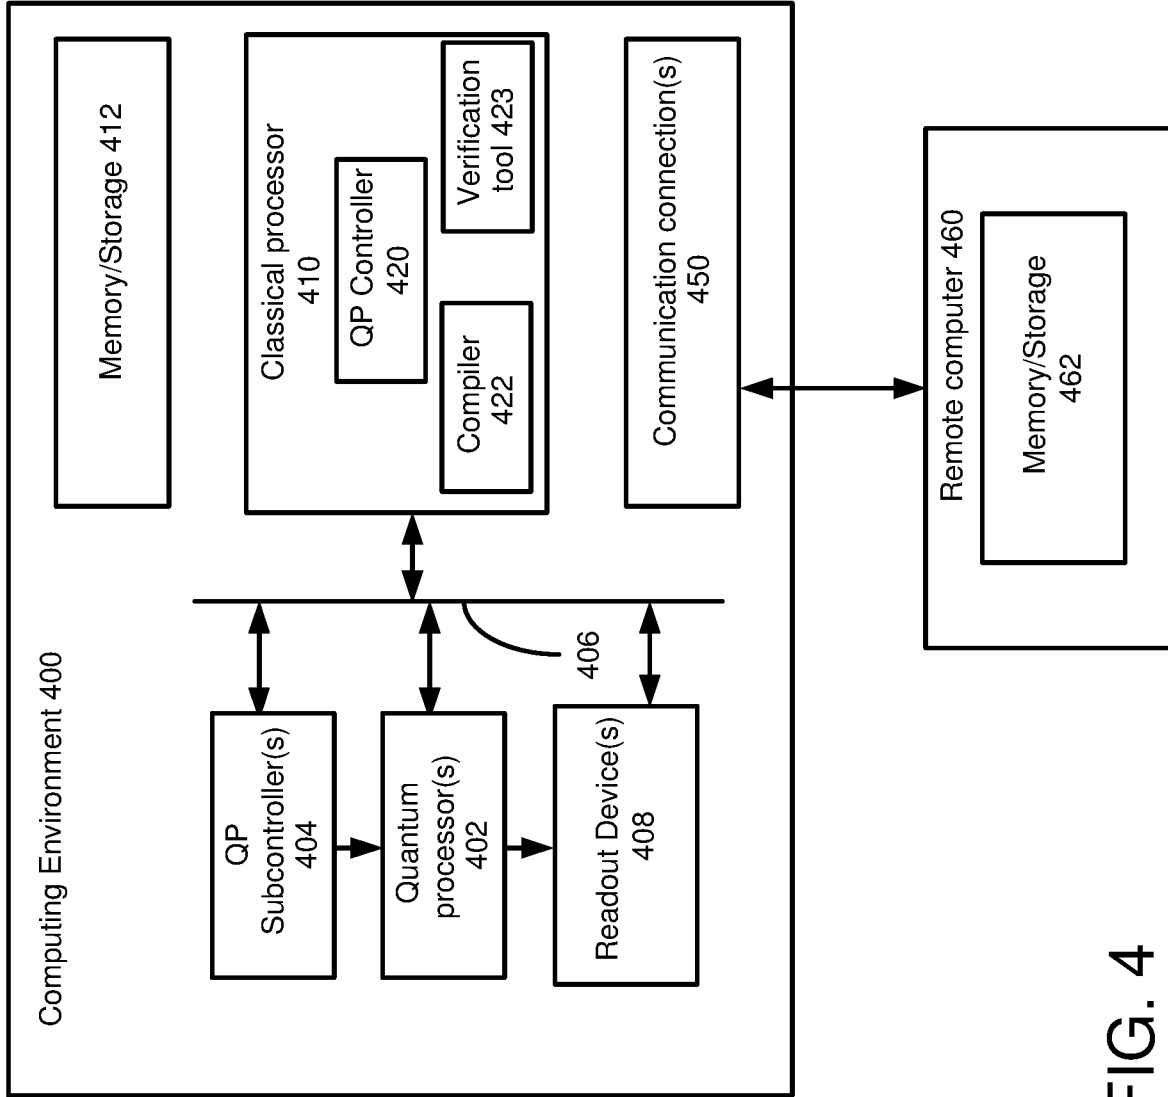 Computing Environment 400
QP
Subcontroller(s)
404
Quantum
processor(s)
402
Readout Device(s)
408
406
Memory/Storage 412
Classical processor
410
QP Controller
420
Compiler
422
Verification
tool 423
Communication connection(s)
450
Remote computer 460
Memory/Storage
462
FIG. 4